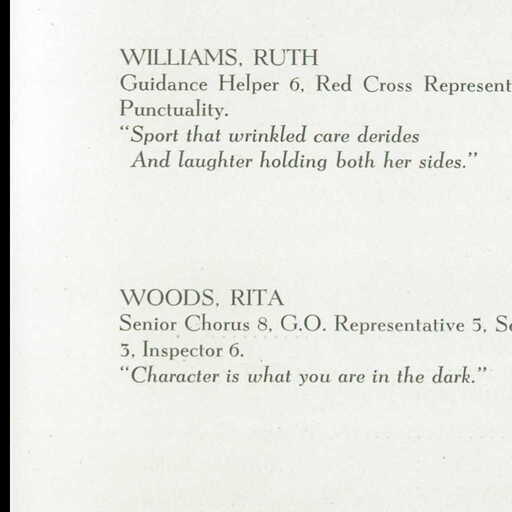 WILLIAMS, RUTH
Guidance Helper 6, Red Cross
Punctuality.
“Sport that wrinkled care derides
And laughter holding both her sides.”
WOODS, RITA
Senior Chorus 8, G.O. Representative 5,
3, Inspector 6.
“Character is what you are in the dark.”